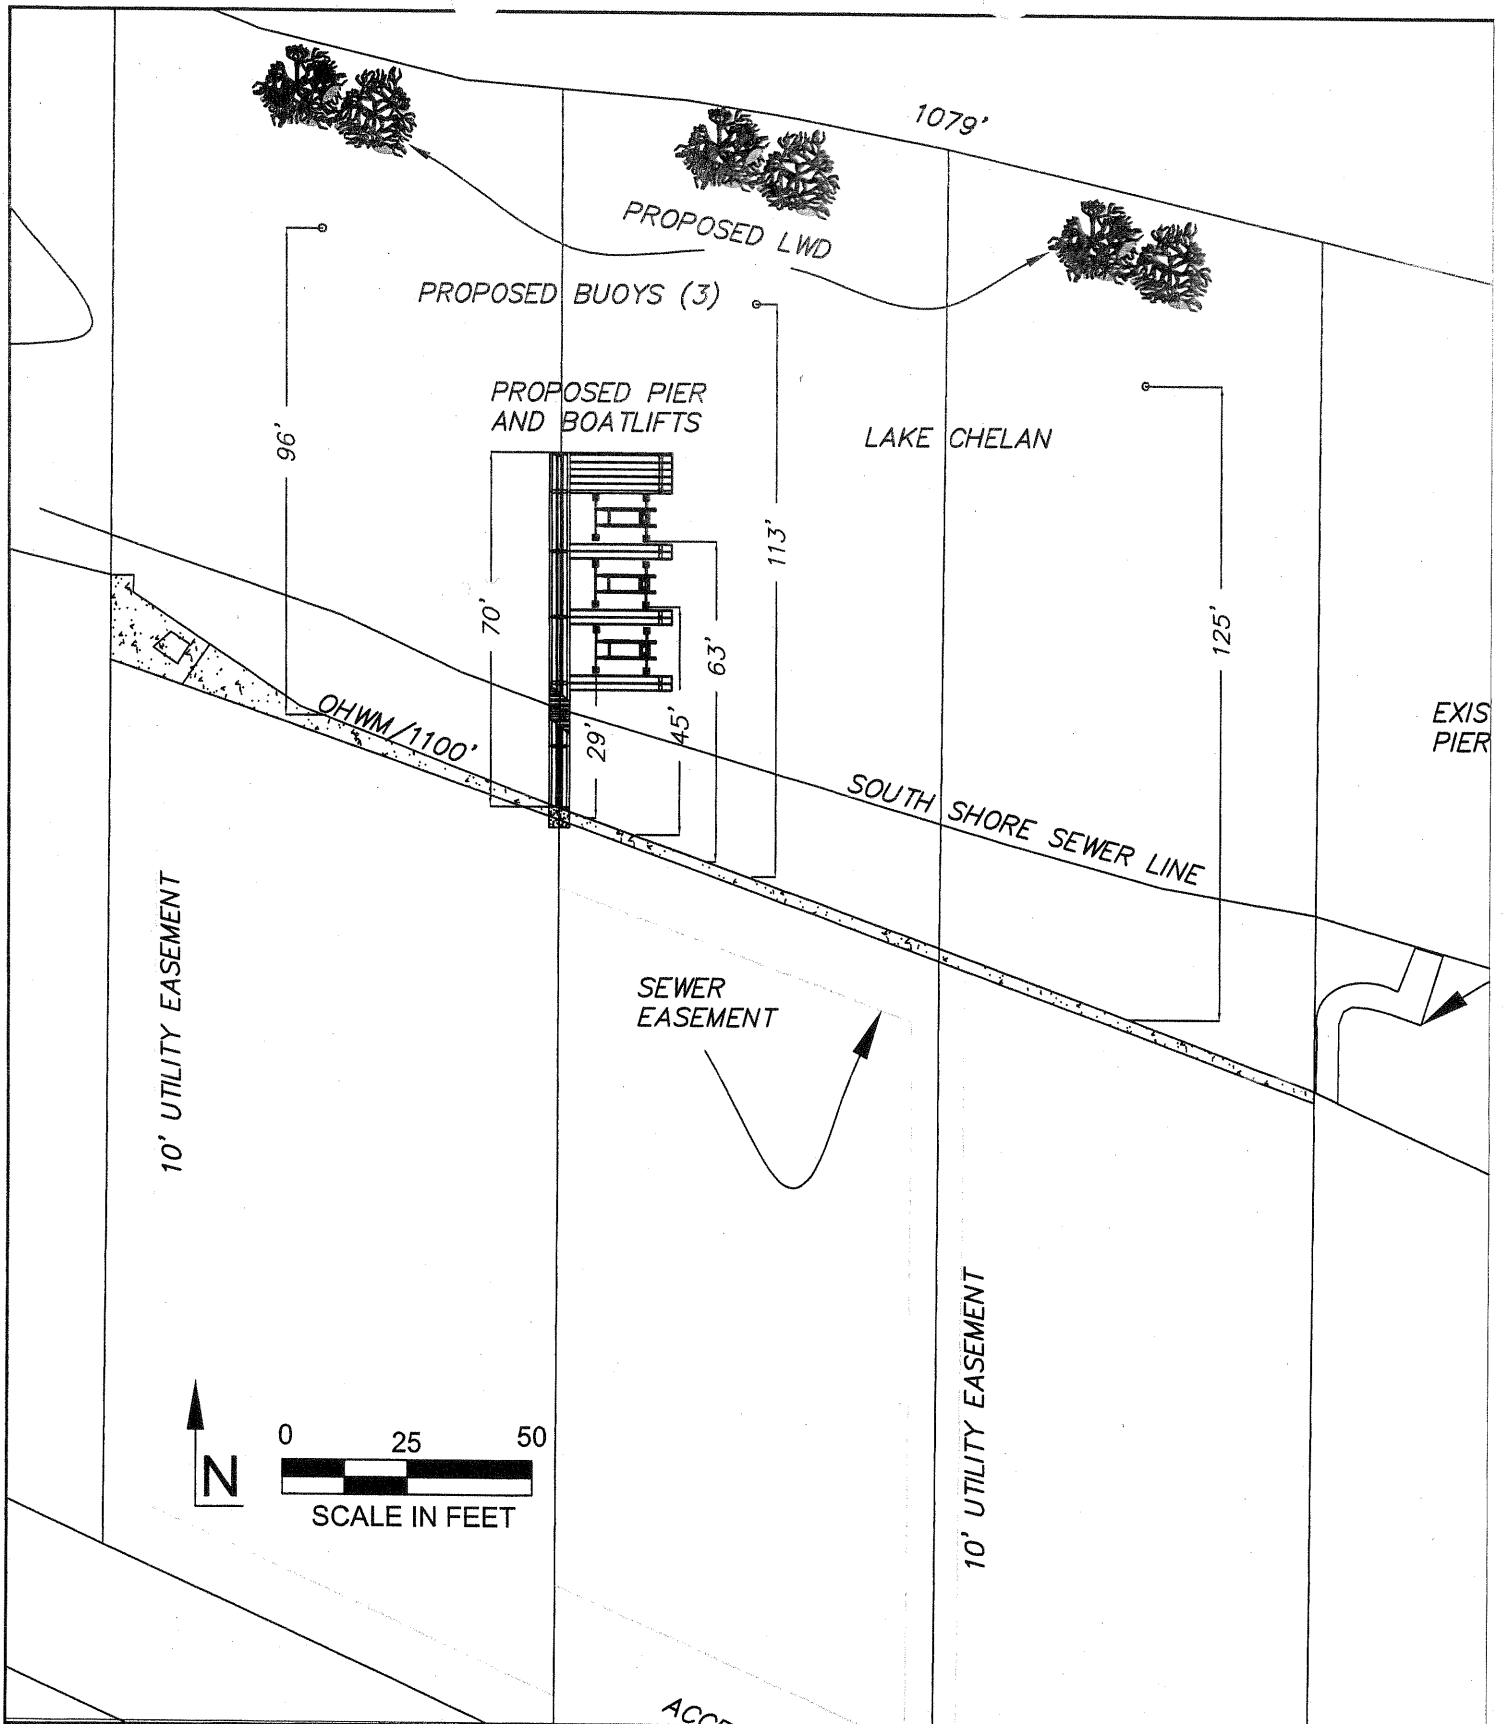 1079'
PROPOSED LWD
PROPOSED BUOYS (3)
PROPOSED PIER
AND BOATLIFTS
LAKE CHELAN
96'
113'
70'
63'
125'
45'
29'
OHWM/1100'
EXIS
PIER
SOUTH SHORE SEWER LINE
10' UTILITY EASEMENT
SEWER
EASEMENT
10' UTILITY EASEMENT
N
0 25 50
SCALE IN FEET